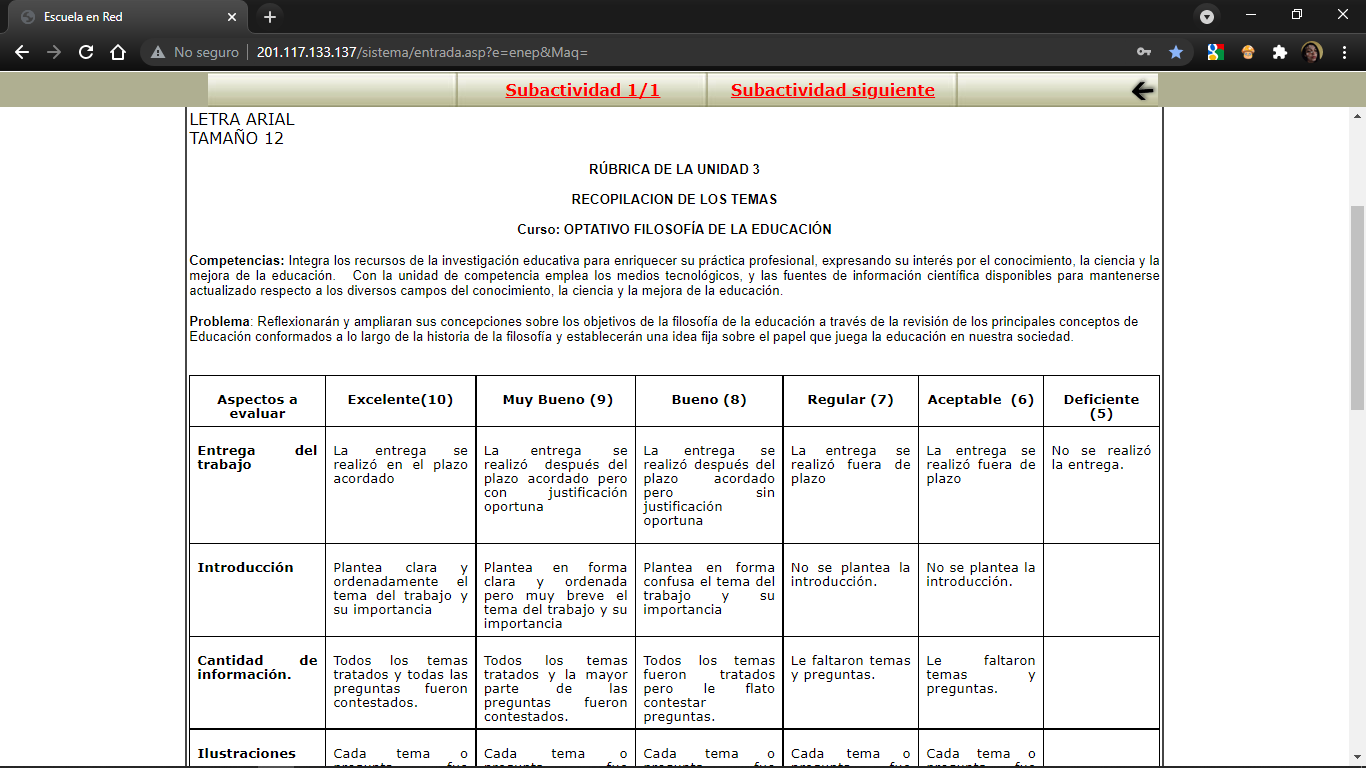 Escuela en Red
No seguro
201.117.133.137/sistema/entrada.asp?e=enep&Maq=
Subactividad 1/1
Subactividad siguiente
LETRA ARIAL
TAMAÑO 12
RÚBRICA DE LA UNIDAD 3
RECOPILACION DE LOS TEMAS
Curso: OPTATIVO FILOSOFÍA DE LA EDUCACIÓN
Competencias: Integra los recursos de la investigación educativa para enriquecer su práctica profesional, expresando su interés por el conocimiento, la ciencia y la
mejora de la educación. Con la unidad de competencia emplea los medios tecnológicos, y las fuentes de información científica disponibles para mantenerse
actualizado respecto a los diversos campos del conocimiento, la ciencia y la mejora de la educación.
Problema: Reflexionarán y ampliaran sus concepciones sobre los objetivos de la filosofía de la educación a través de la revisión de los principales conceptos de
Educación conformados a lo largo de la historia de la filosofía y establecerán una idea fija sobre el papel que juega la educación en nuestra sociedad.
Aspectos a
evaluar
Excelente(10)
Muy Bueno (9)
Bueno (8)
Regular (7)
Aceptable (6)
Deficiente
(5)
Entrega del
trabajo
La entrega se
realizó en el plazo
acordado
La entrega se
realizó después del
plazo acordado pero
con justificación
oportuna
La entrega se
realizó después del
plazo acordado
pero sin
justificación
oportuna
La entrega se
realizó fuera de
plazo
La entrega se
realizó fuera de
plazo
No se realizó
la entrega.
Introducción
Plantea clara y
ordenadamente el
tema del trabajo y
su importancia
Plantea en forma
clara y ordenada
pero muy breve el
tema del trabajo y su
importancia
Plantea en forma
confusa el tema del
trabajo y su
importancia
No se plantea la
introducción.
No se plantea la
introducción.
Cantidad de
información.
Todos los temas
tratados y todas las
preguntas fueron
contestados.
Todos los temas
tratados y la mayor
parte de las
preguntas fueron
contestados.
Todos los temas
fueron tratados
pero le flato
contestar
preguntas.
Le faltaron temas
y preguntas.
Le faltaron
temas y
preguntas.
Ilustraciones
Cada tema o
Cada tema o
Cada tema o
Cada tema o
Cada tema o